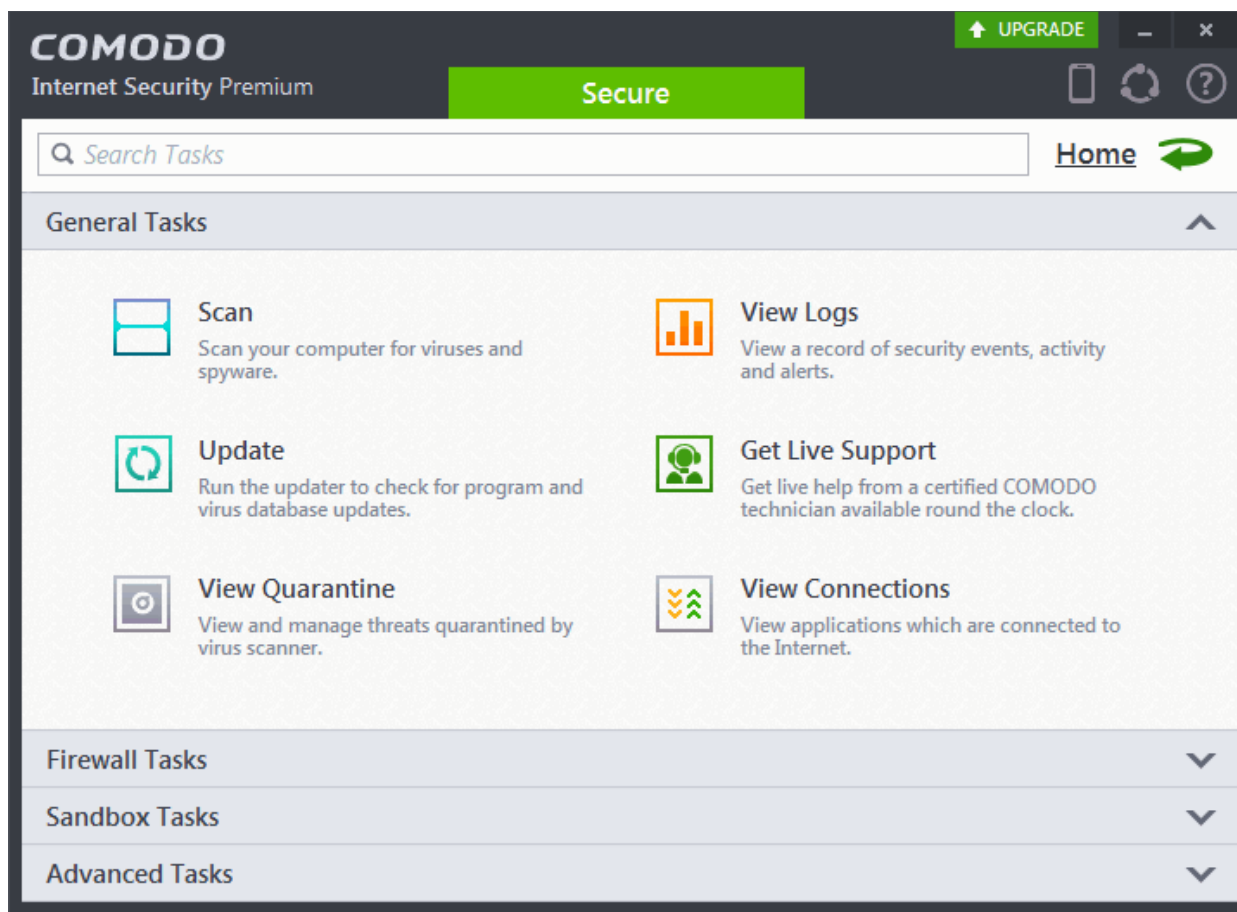 COMODO
Internet Security Premium
UPGRADE
Secure
Search Tasks
Home
General Tasks
Scan
Scan your computer for viruses and
spyware.
View Logs
View a record of security events, activity
and alerts.
Update
Run the updater to check for program and
virus database updates.
Get Live Support
Get live help from a certified COMODO
technician available round the clock.
View Quarantine
View and manage threats quarantined by
virus scanner.
View Connections
View applications which are connected to
the Internet.
Firewall Tasks
Sandbox Tasks
Advanced Tasks